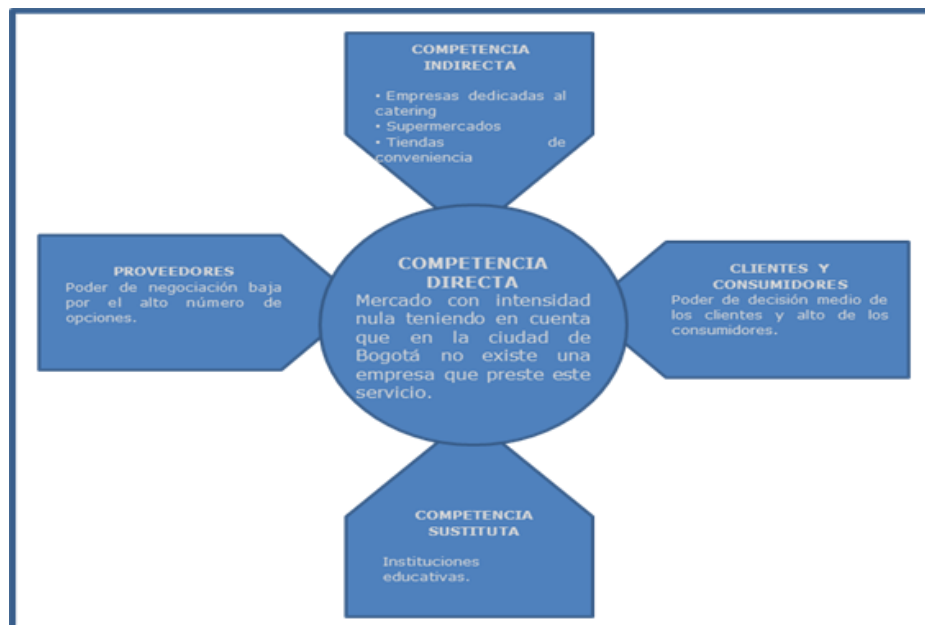 COMPETENCIA
INDIRECTA
• Empresas dedicadas al
catering
• Supermercados
• Tiendas de
conveniencia
PROVEEDORES
Poder de negociación baja
por el alto número de
opciones.
COMPETENCIA
DIRECTA
Mercado con intensidad
nula teniendo en cuenta
que en la ciudad de
Bogotá no existe una
empresa que preste este
servicio.
CLIENTES Y
CONSUMIDORES
Poder de decisión medio de
los clientes y alto de los
consumidores.
COMPETENCIA
SUSTITUTA
Instituciones
educativas.